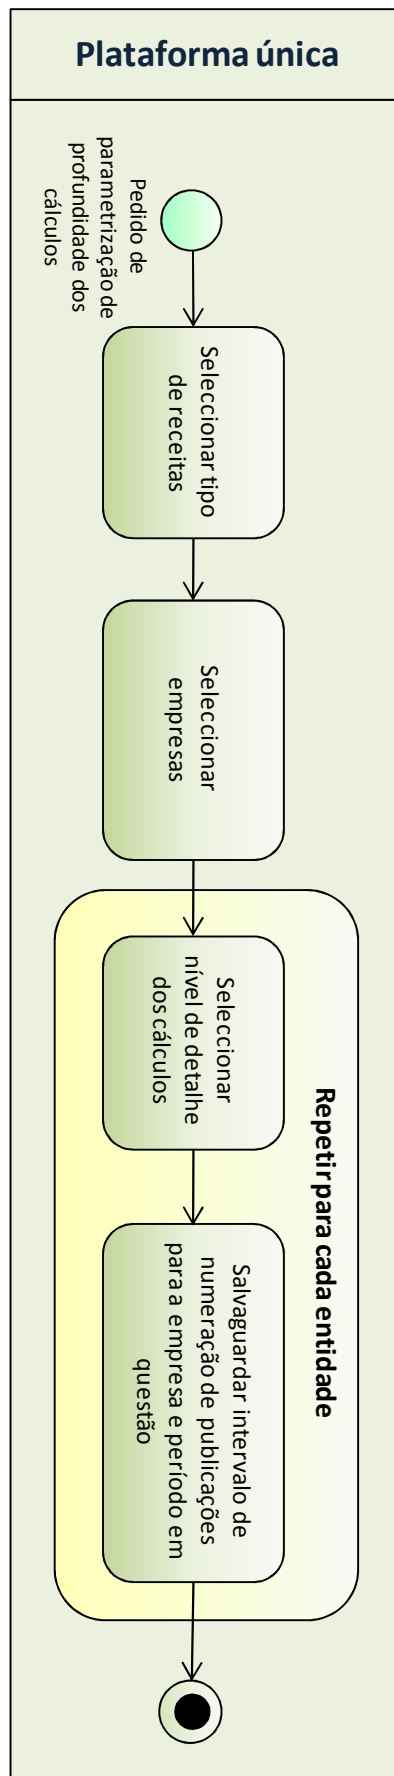 Plataforma única
Pedido de
parametrização de
profundidade dos
cálculos
Seleccionar tipo
de receitas
Seleccionar
empresas
Repetir para cada entidade
Seleccionar
nível de detalhe
dos cálculos
Salvaguardar intervalo de
numeração de publicações
para a empresa e período em
questão